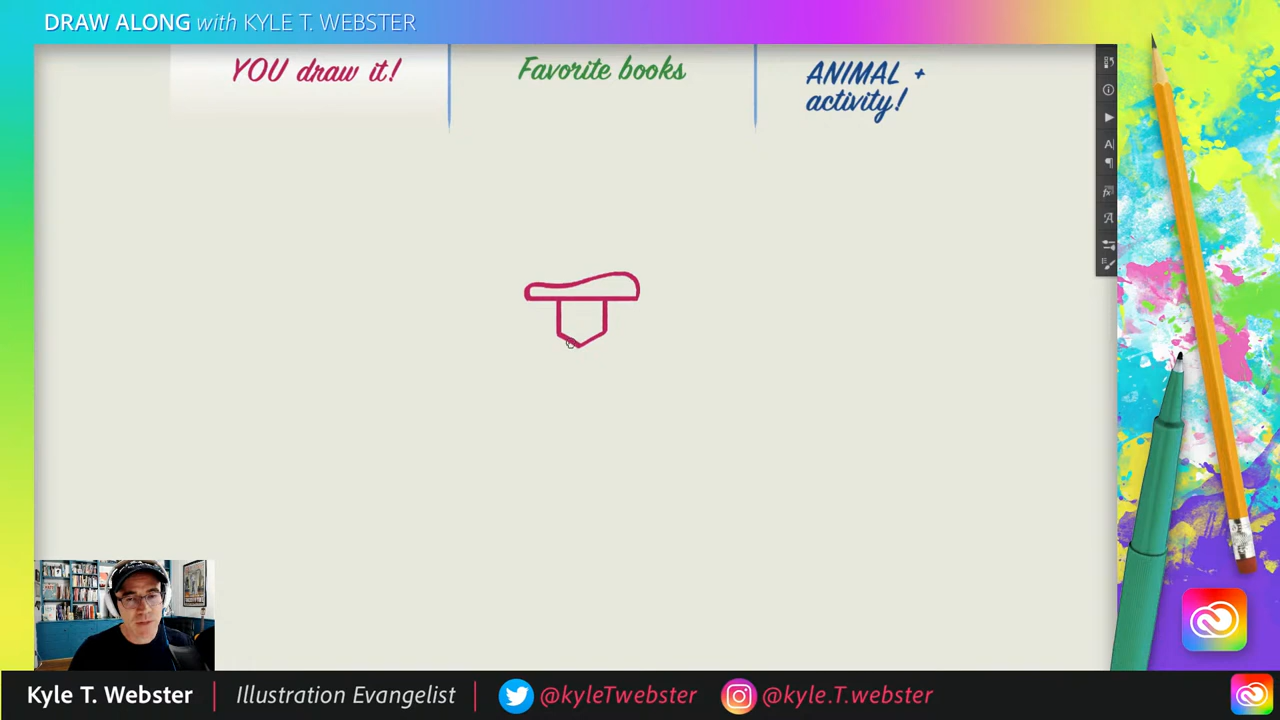 DRAW ALONG with KYLE T. WEBSTER
YOU draw it!
Favorite books
ANIMAL +
activity!
Kyle T. Webster | Illustration Evangelist | @kyleTwebster @kyle.T.webster